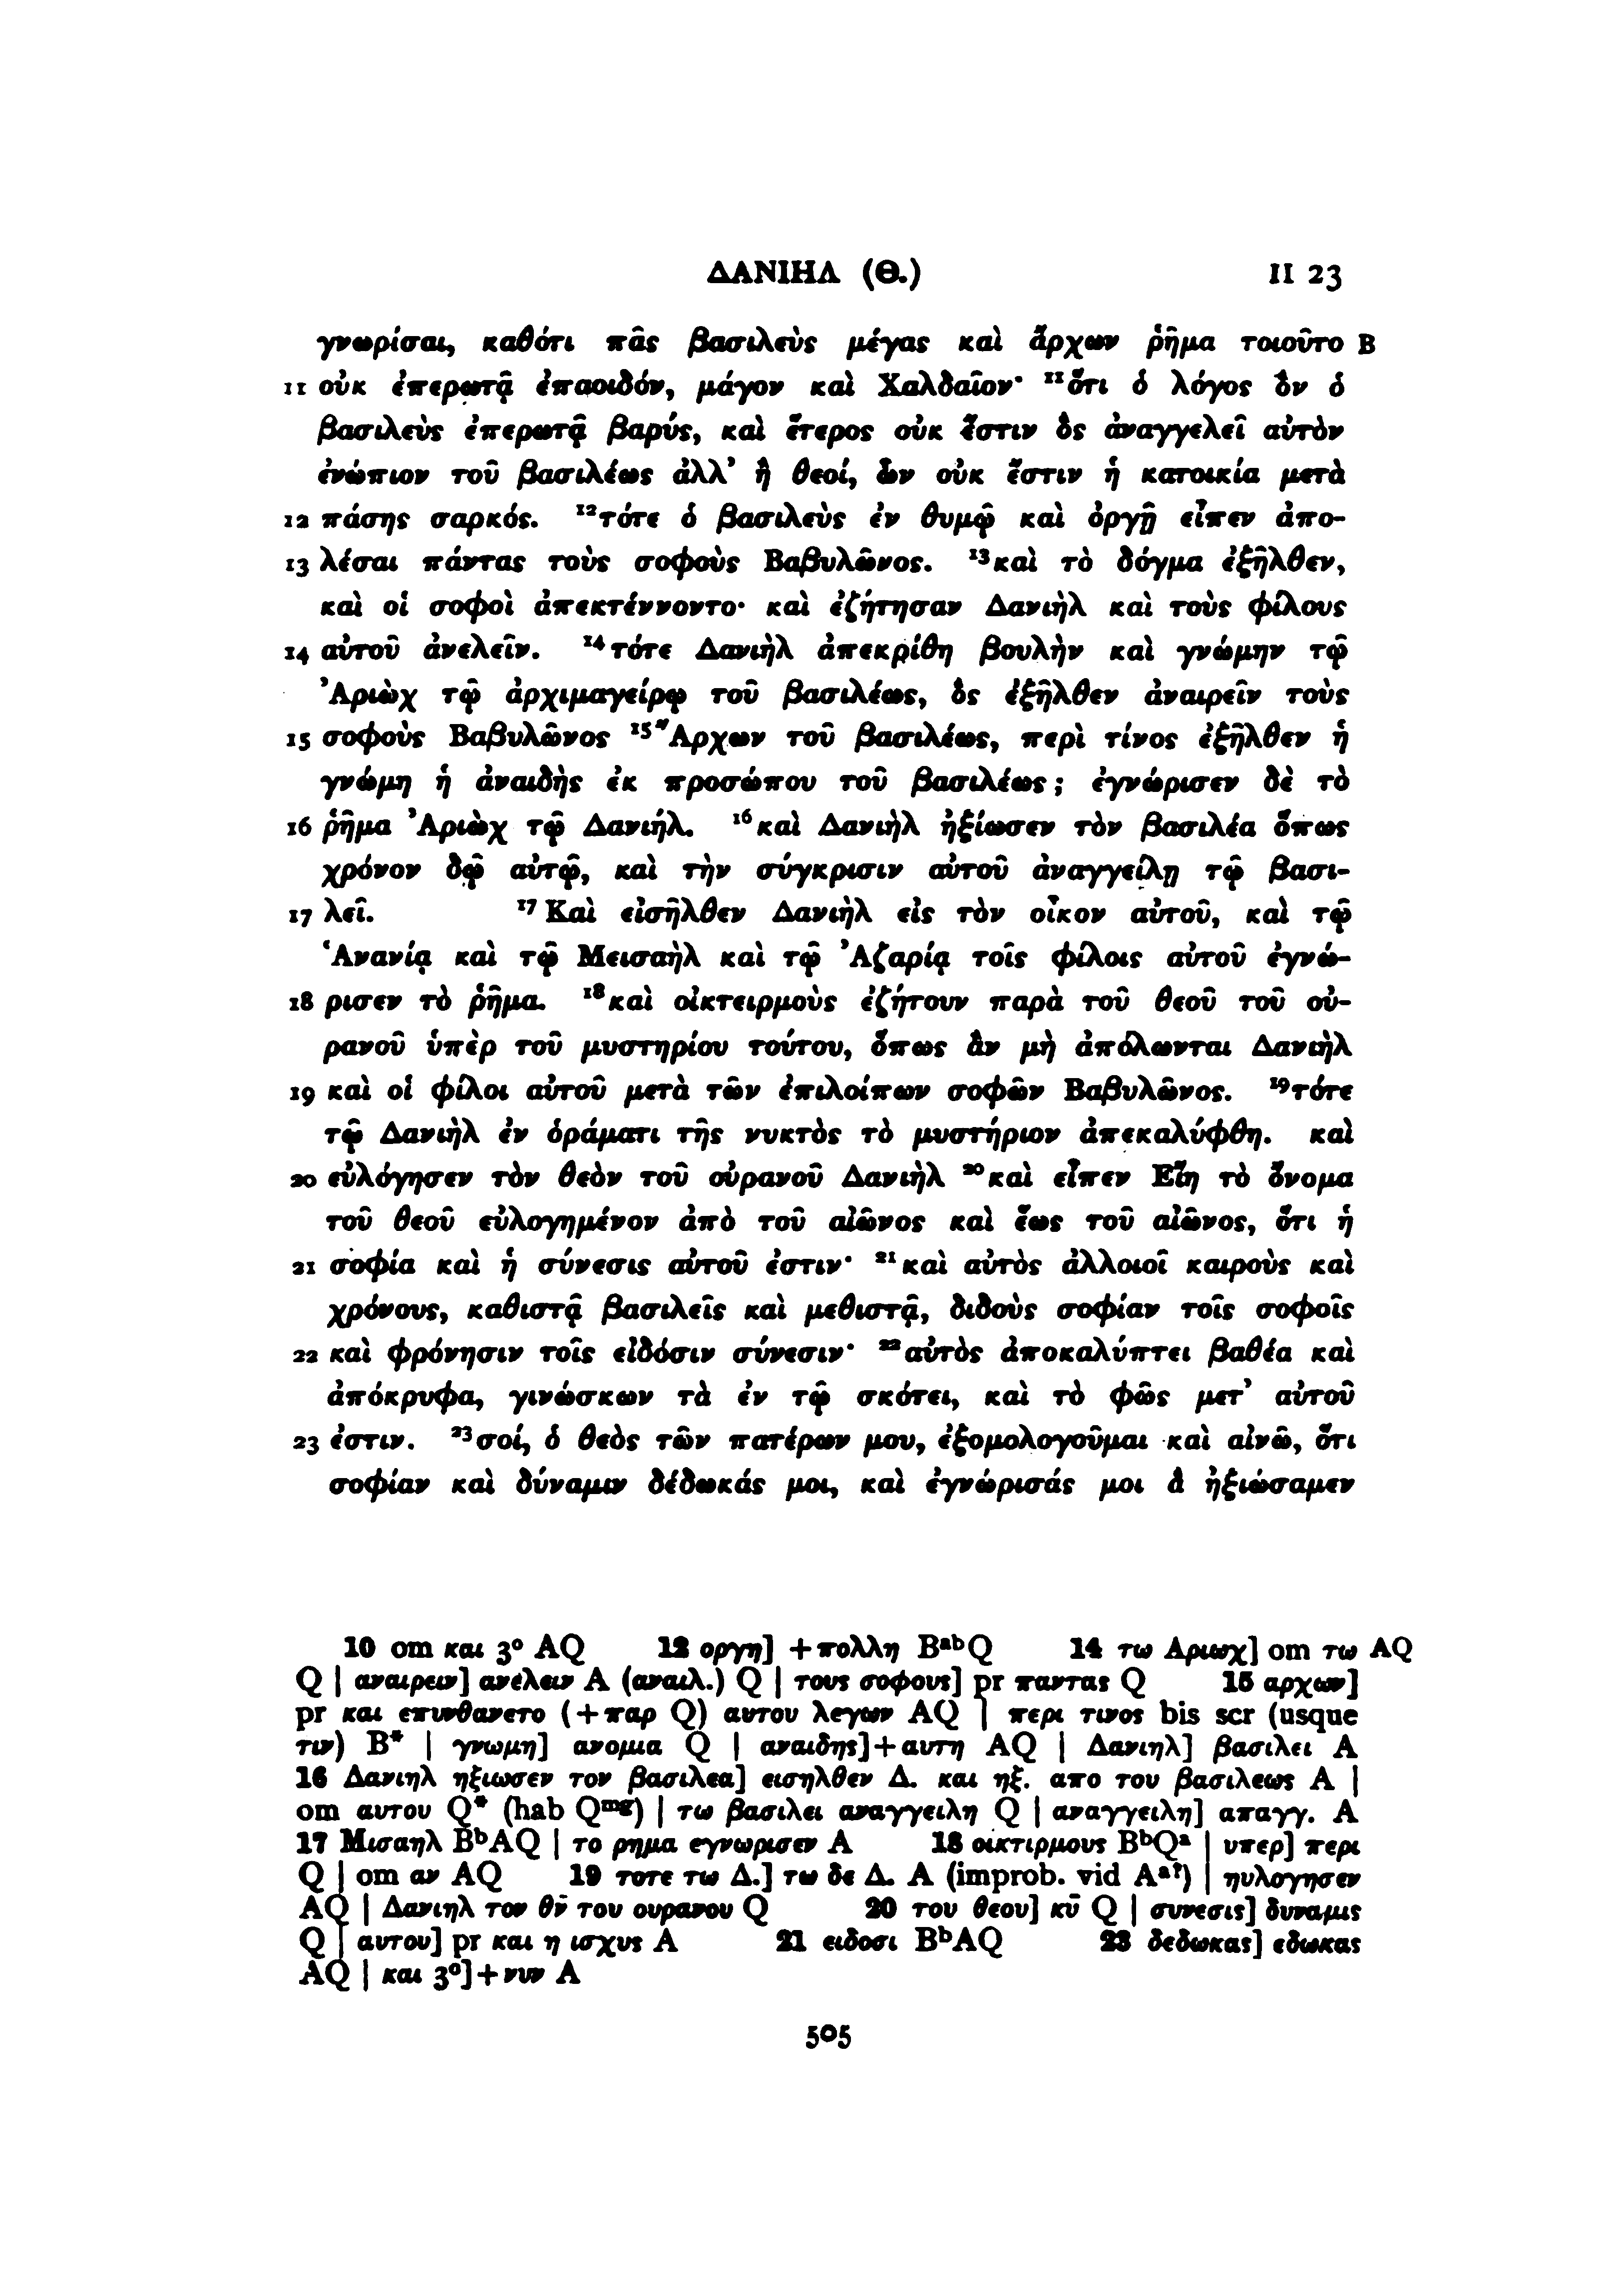 ΔΑΝΙΗΛ (Θ.) II 23
γνωρίσαι, καθότι πᾶς βασιλεὺς μέγας καὶ ἄρχων ῥῆμα τοιοῦτο B
11 οὐκ ἐπερωτᾷ ἐπαοιδόν, μάγον καὶ Χαλδαῖον· ¹¹ὅτι ὁ λόγος ὃν ὁ
βασιλεὺς ἐπερωτᾷ βαρύς, καὶ ἕτερος οὐκ ἔστιν ὃς ἀναγγελεῖ αὐτὸν
ἐνώπιον τοῦ βασιλέως ἀλλ’ ἢ θεοί, ὧν οὐκ ἔστιν ἡ κατοικία μετὰ
12 πάσης σαρκός. ¹²τότε ὁ βασιλεὺς ἐν θυμῷ καὶ ὀργῇ εἶπεν ἀπο-
13 λέσαι πάντας τοὺς σοφοὺς Βαβυλῶνος. ¹³καὶ τὸ δόγμα ἐξῆλθεν,
καὶ οἱ σοφοὶ ἀπεκτέννοντο· καὶ ἐζήτησαν Δανιὴλ καὶ τοὺς φίλους
14 αὐτοῦ ἀνελεῖν. ¹⁴τότε Δανιὴλ ἀπεκρίθη βουλὴν καὶ γνώμην τῷ
Ἀριὼχ τῷ ἀρχιμαγείρῳ τοῦ βασιλέως, ὃς ἐξῆλθεν ἀναιρεῖν τοὺς
15 σοφοὺς Βαβυλῶνος ¹⁵Ἄρχων τοῦ βασιλέως, περὶ τίνος ἐξῆλθεν ἡ
γνώμη ἡ ἀναιδὴς ἐκ προσώπου τοῦ βασιλέως; ἐγνώρισεν δὲ τὸ
16 ῥῆμα Ἀριὼχ τῷ Δανιήλ. ¹⁶καὶ Δανιὴλ ἠξίωσεν τὸν βασιλέα ὅπως
χρόνον δῷ αὐτῷ, καὶ τὴν σύγκρισιν αὐτοῦ ἀναγγείλῃ τῷ βασι-
17 λεῖ. ¹⁷Καὶ εἰσῆλθεν Δανιὴλ εἰς τὸν οἶκον αὐτοῦ, καὶ τῷ
Ἁνανίᾳ καὶ τῷ Μεισαὴλ καὶ τῷ Ἀζαρίᾳ τοῖς φίλοις αὐτοῦ ἐγνώ-
18 ρισεν τὸ ῥῆμα. ¹⁸καὶ οἰκτειρμοὺς ἐζήτουν παρὰ τοῦ θεοῦ τοῦ οὐ-
ρανοῦ ὑπὲρ τοῦ μυστηρίου τούτου, ὅπως ἂν μὴ ἀπόλωνται Δανιὴλ
19 καὶ οἱ φίλοι αὐτοῦ μετὰ τῶν ἐπιλοίπων σοφῶν Βαβυλῶνος. ¹⁹τότε
τῷ Δανιὴλ ἐν ὁράματι τῆς νυκτὸς τὸ μυστήριον ἀπεκαλύφθη. καὶ
20 εὐλόγησεν τὸν θεὸν τοῦ οὐρανοῦ Δανιὴλ ²⁰καὶ εἶπεν Εἴη τὸ ὄνομα
τοῦ θεοῦ εὐλογημένον ἀπὸ τοῦ αἰῶνος καὶ ἕως τοῦ αἰῶνος, ὅτι ἡ
21 σοφία καὶ ἡ σύνεσις αὐτοῦ ἐστιν· ²¹καὶ αὐτὸς ἀλλοιοῖ καιροὺς καὶ
χρόνους, καθιστᾷ βασιλεῖς καὶ μεθιστᾷ, διδοὺς σοφίαν τοῖς σοφοῖς
22 καὶ φρόνησιν τοῖς εἰδόσιν σύνεσιν· ²²αὐτὸς ἀποκαλύπτει βαθέα καὶ
ἀπόκρυφα, γινώσκων τὰ ἐν τῷ σκότει, καὶ τὸ φῶς μετ’ αὐτοῦ
23 ἐστιν. ²³σοί, ὁ θεὸς τῶν πατέρων μου, ἐξομολογοῦμαι καὶ αἰνῶ, ὅτι
σοφίαν καὶ δύναμιν δέδωκάς μοι, καὶ ἐγνώρισάς μοι ἃ ἠξιώσαμεν
10 om και 3° AQ 12 οργη] +πολλη BᵃᵇQ 14 τω Αριωχ] om τω AQ
Q | αναιρειν] ανελειν A (αναιλ.) Q | τους σοφους] pr παντας Q 15 αρχων]
pr και επυνθανετο (+παρ Q) αυτου λεγων AQ | περι τινος bis scr (usque
τιν) B* | γνωμη] ανομια Q | αναιδης]+αυτη AQ | Δανιηλ] βασιλει A
16 Δανιηλ ηξιωσεν τον βασιλεα] εισηλθεν Δ. και ηξ. απο του βασιλεως A |
om αυτου Q* (hab Qᵐᵍ) | τω βασιλει αναγγειλη Q | αναγγειλη] απαγγ. A
17 Μισαηλ BᵇAQ | το ρημα εγνωρισεν A 18 οικτιρμους BᵇQᵃ | υπερ] περι
Q | om αν AQ 19 τοτε τω Δ.] τω δε Δ. A (improb. vid Aᵃ?) | ηυλογησεν
AQ | Δανιηλ τον θν̄ του ουρανου Q 20 του θεου] κῡ Q | συνεσις] δυναμις
Q | αυτου] pr και η ισχυς A 21 ειδοσι BᵇAQ 23 δεδωκας] εδωκας
AQ | και 3°]+νυν A
505